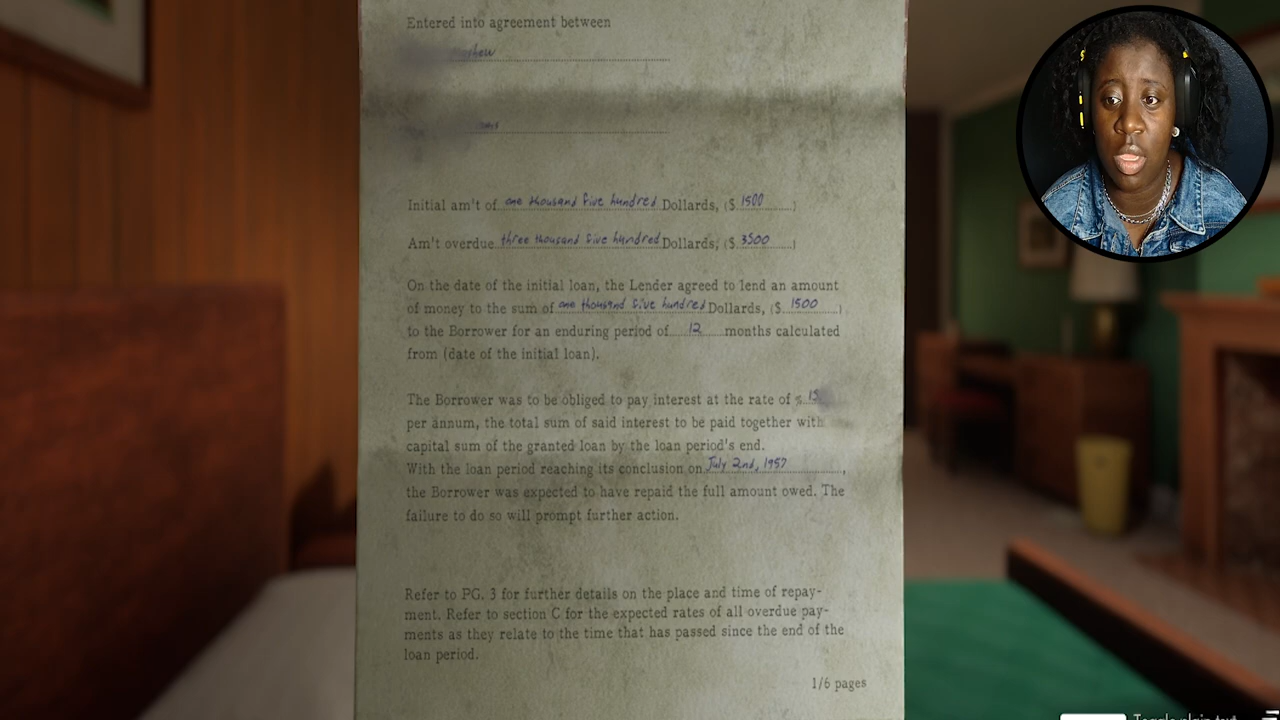 Entered into agreement between
Initial am't of one thousand five hundred Dollards, ($ 1500 )
Am't overdue three thousand five hundred Dollards, ($ 3500 )
On the date of the initial loan, the Lender agreed to lend an amount
of money to the sum of one thousand five hundred Dollards, ($ 1500 )
to the Borrower for an enduring period of 12 months calculated
from (date of the initial loan).
The Borrower was to be obliged to pay interest at the rate of % 15
per annum, the total sum of said interest to be paid together with
capital sum of the granted loan by the loan period's end.
With the loan period reaching its conclusion on July 2nd, 1957,
the Borrower was expected to have repaid the full amount owed. The
failure to do so will prompt further action.
Refer to PG. 3 for further details on the place and time of repay-
ment. Refer to section C for the expected rates of all overdue pay-
ments as they relate to the time that has passed since the end of the
loan period.
1/6 pages